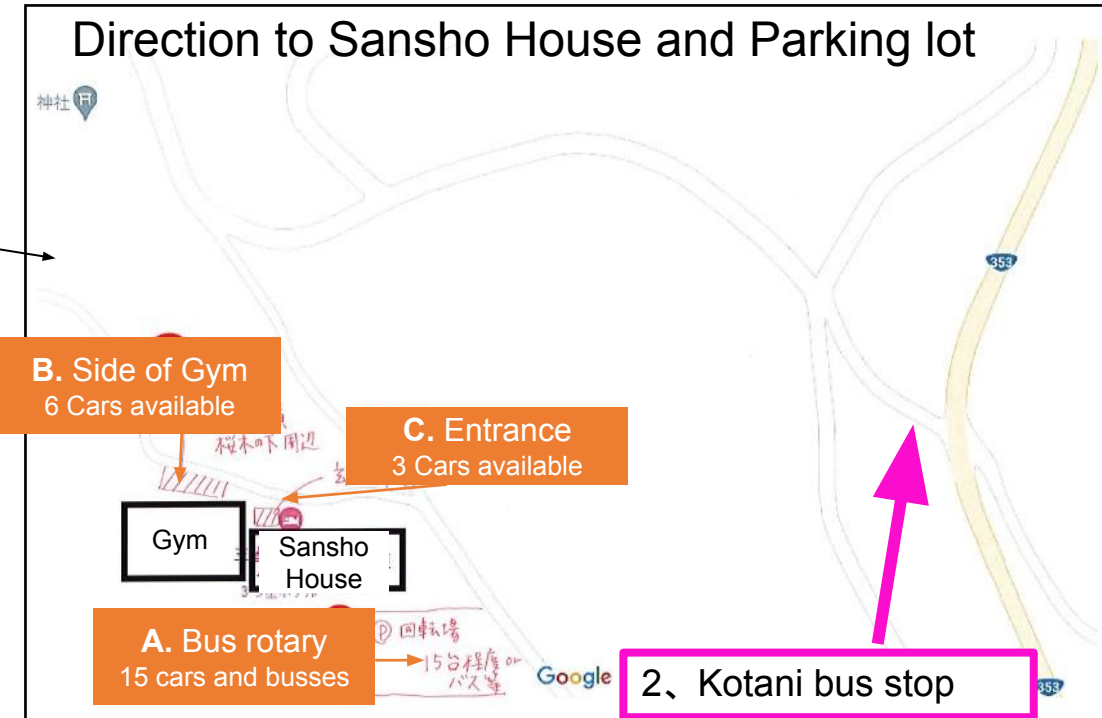 Direction to Sansho House and Parking lot
神社
353
B. Side of Gym
6 Cars available
桜木の下周辺
C. Entrance
3 Cars available
Gym
Sansho
House
A. Bus rotary
15 cars and busses
P 回転場
15台程度 or
バス等
Google
2、Kotani bus stop
353